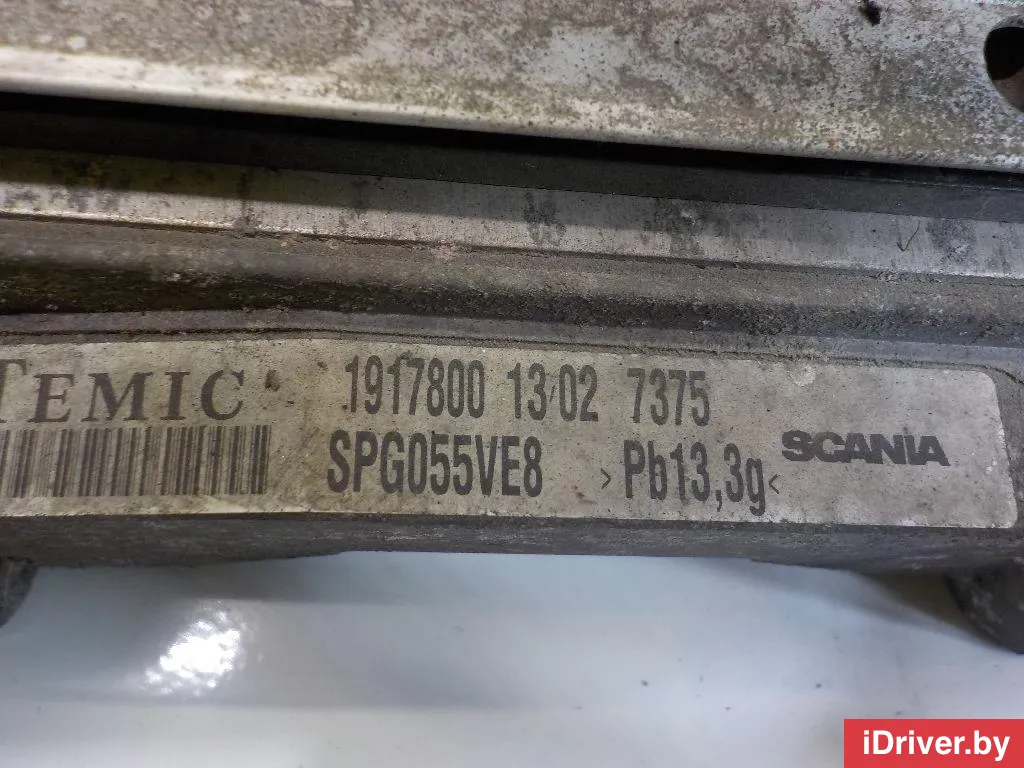 TEMIC
1917800 13/02 7375
SPG055VE8 >Pb13,3g<
SCANIA
iDriver.by